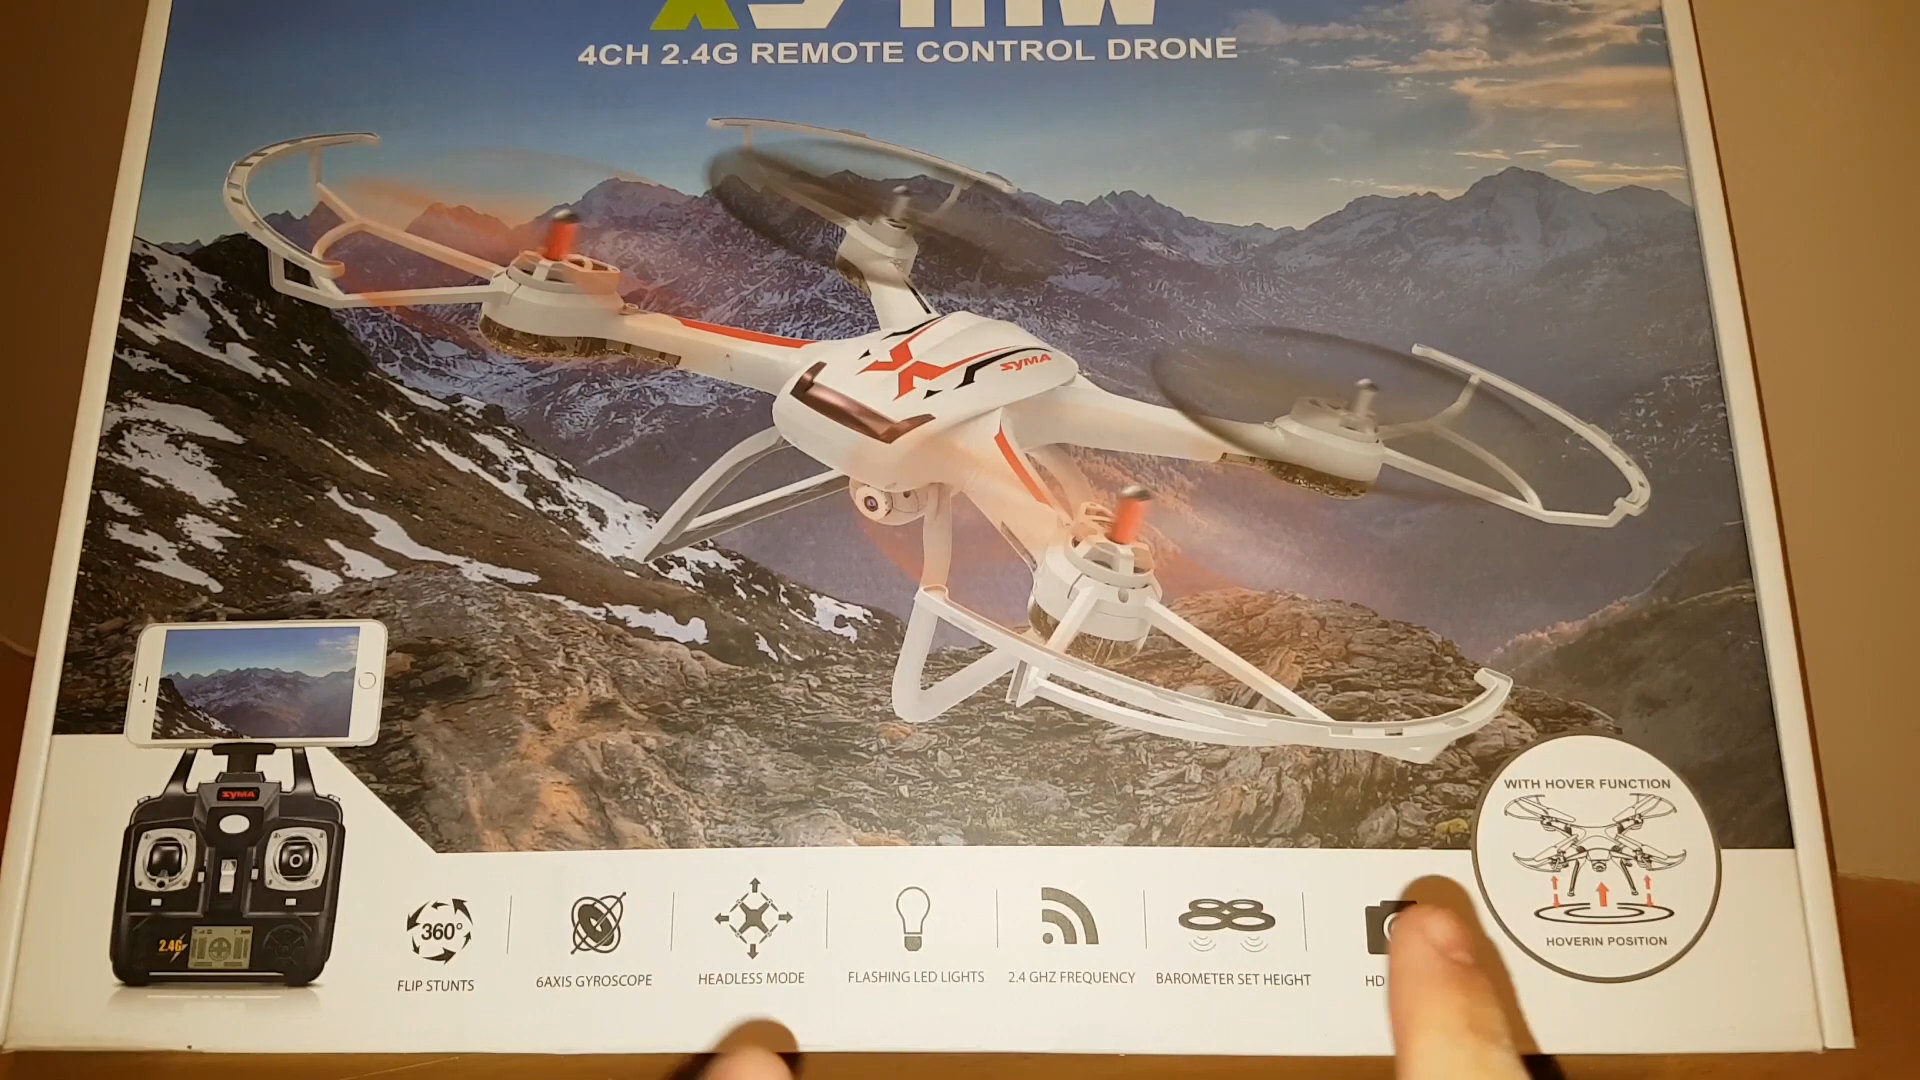 4CH 2.4G REMOTE CONTROL DRONE
SYMA
SYMA
2.4G
360°
FLIP STUNTS
6AXIS GYROSCOPE
HEADLESS MODE
FLASHING LED LIGHTS
2.4 GHZ FREQUENCY
BAROMETER SET HEIGHT
HD
WITH HOVER FUNCTION
HOVERIN POSITION